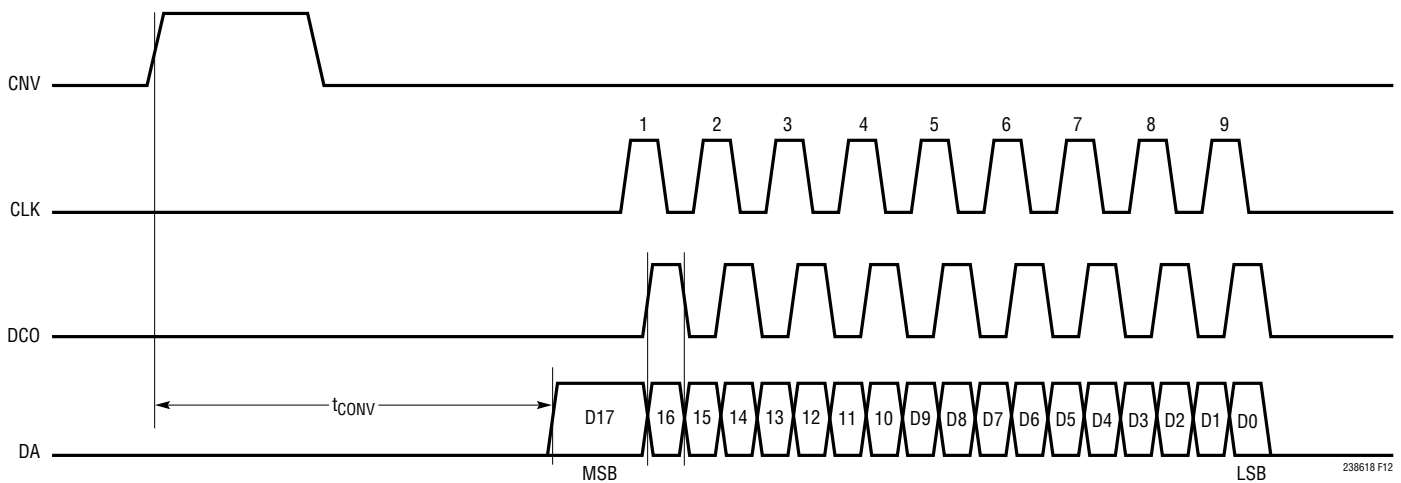 CNV
1 2 3 4 5 6 7 8 9
CLK
DCO
tCONV
D17 16 15 14 13 12 11 10 D9 D8 D7 D6 D5 D4 D3 D2 D1 D0
DA
MSB LSB
238618 F12